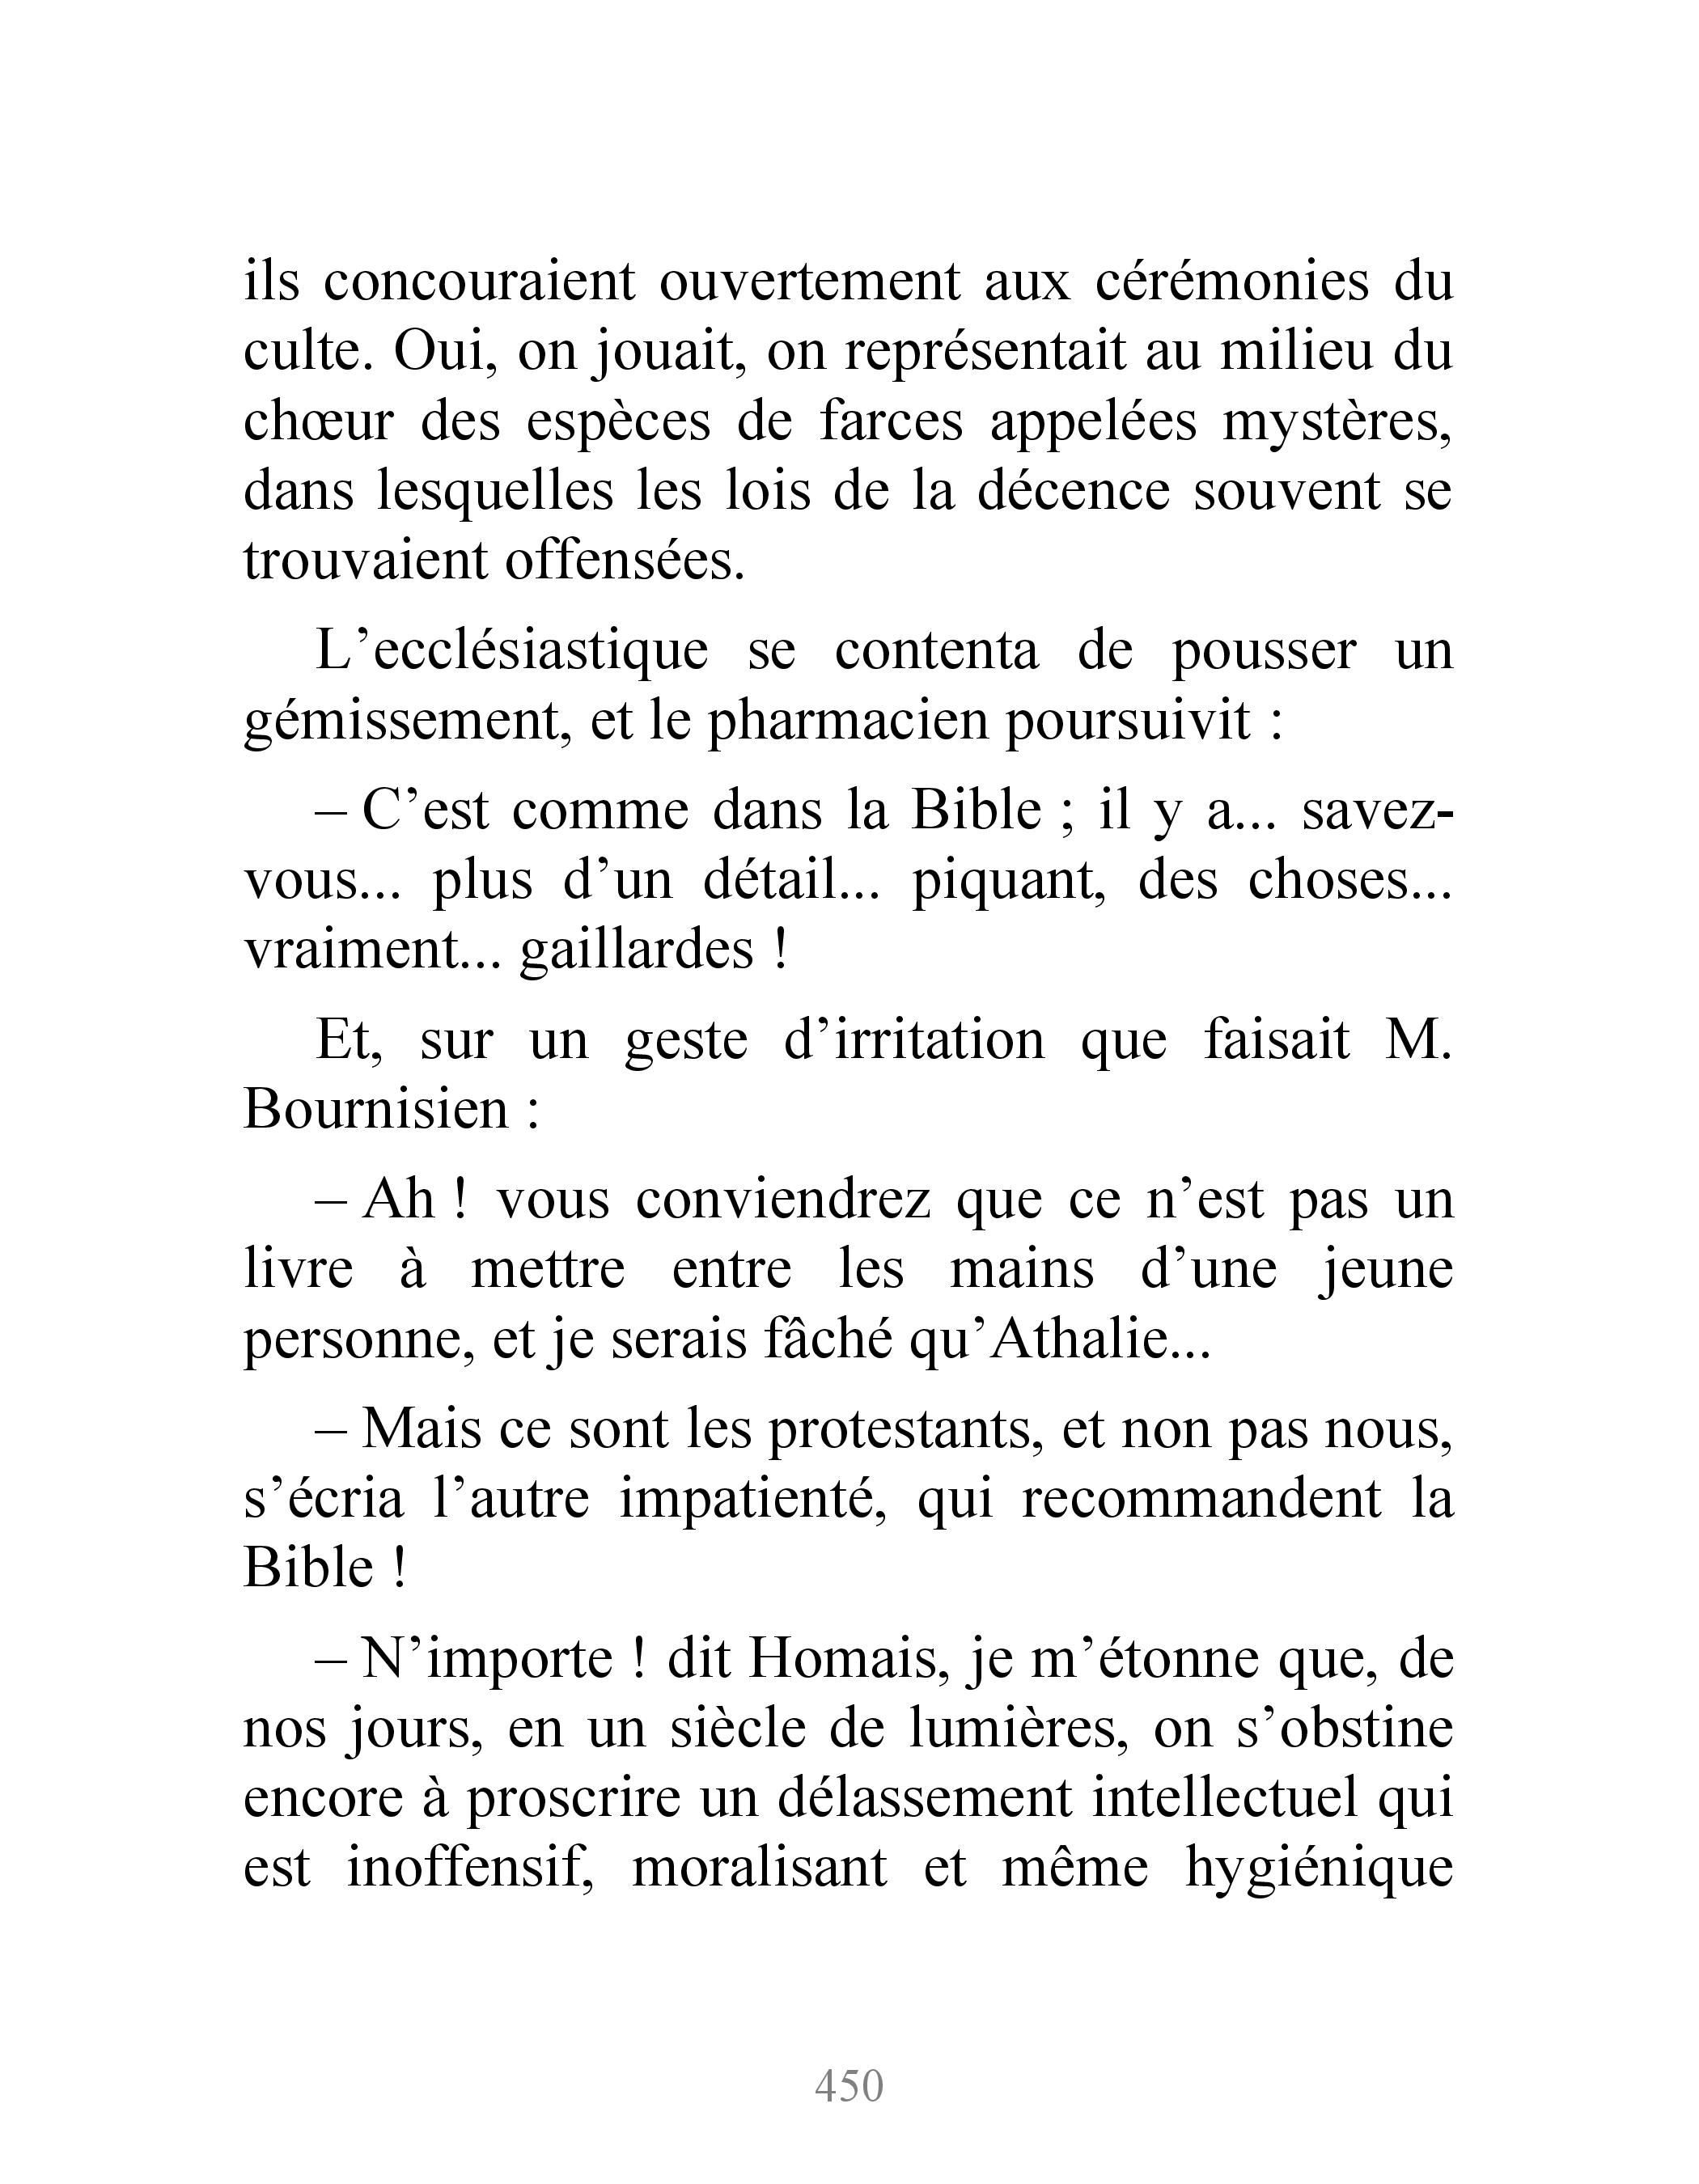 ils concouraient ouvertement aux cérémonies du
culte. Oui, on jouait, on représentait au milieu du
chœur des espèces de farces appelées mystères,
dans lesquelles les lois de la décence souvent se
trouvaient offensées.
L’ecclésiastique se contenta de pousser un
gémissement, et le pharmacien poursuivit :
– C’est comme dans la Bible ; il y a... savez-
vous... plus d’un détail... piquant, des choses...
vraiment... gaillardes !
Et, sur un geste d’irritation que faisait M.
Bournisien :
– Ah ! vous conviendrez que ce n’est pas un
livre à mettre entre les mains d’une jeune
personne, et je serais fâché qu’Athalie...
– Mais ce sont les protestants, et non pas nous,
s’écria l’autre impatienté, qui recommandent la
Bible !
– N’importe ! dit Homais, je m’étonne que, de
nos jours, en un siècle de lumières, on s’obstine
encore à proscrire un délassement intellectuel qui
est inoffensif, moralisant et même hygiénique
450